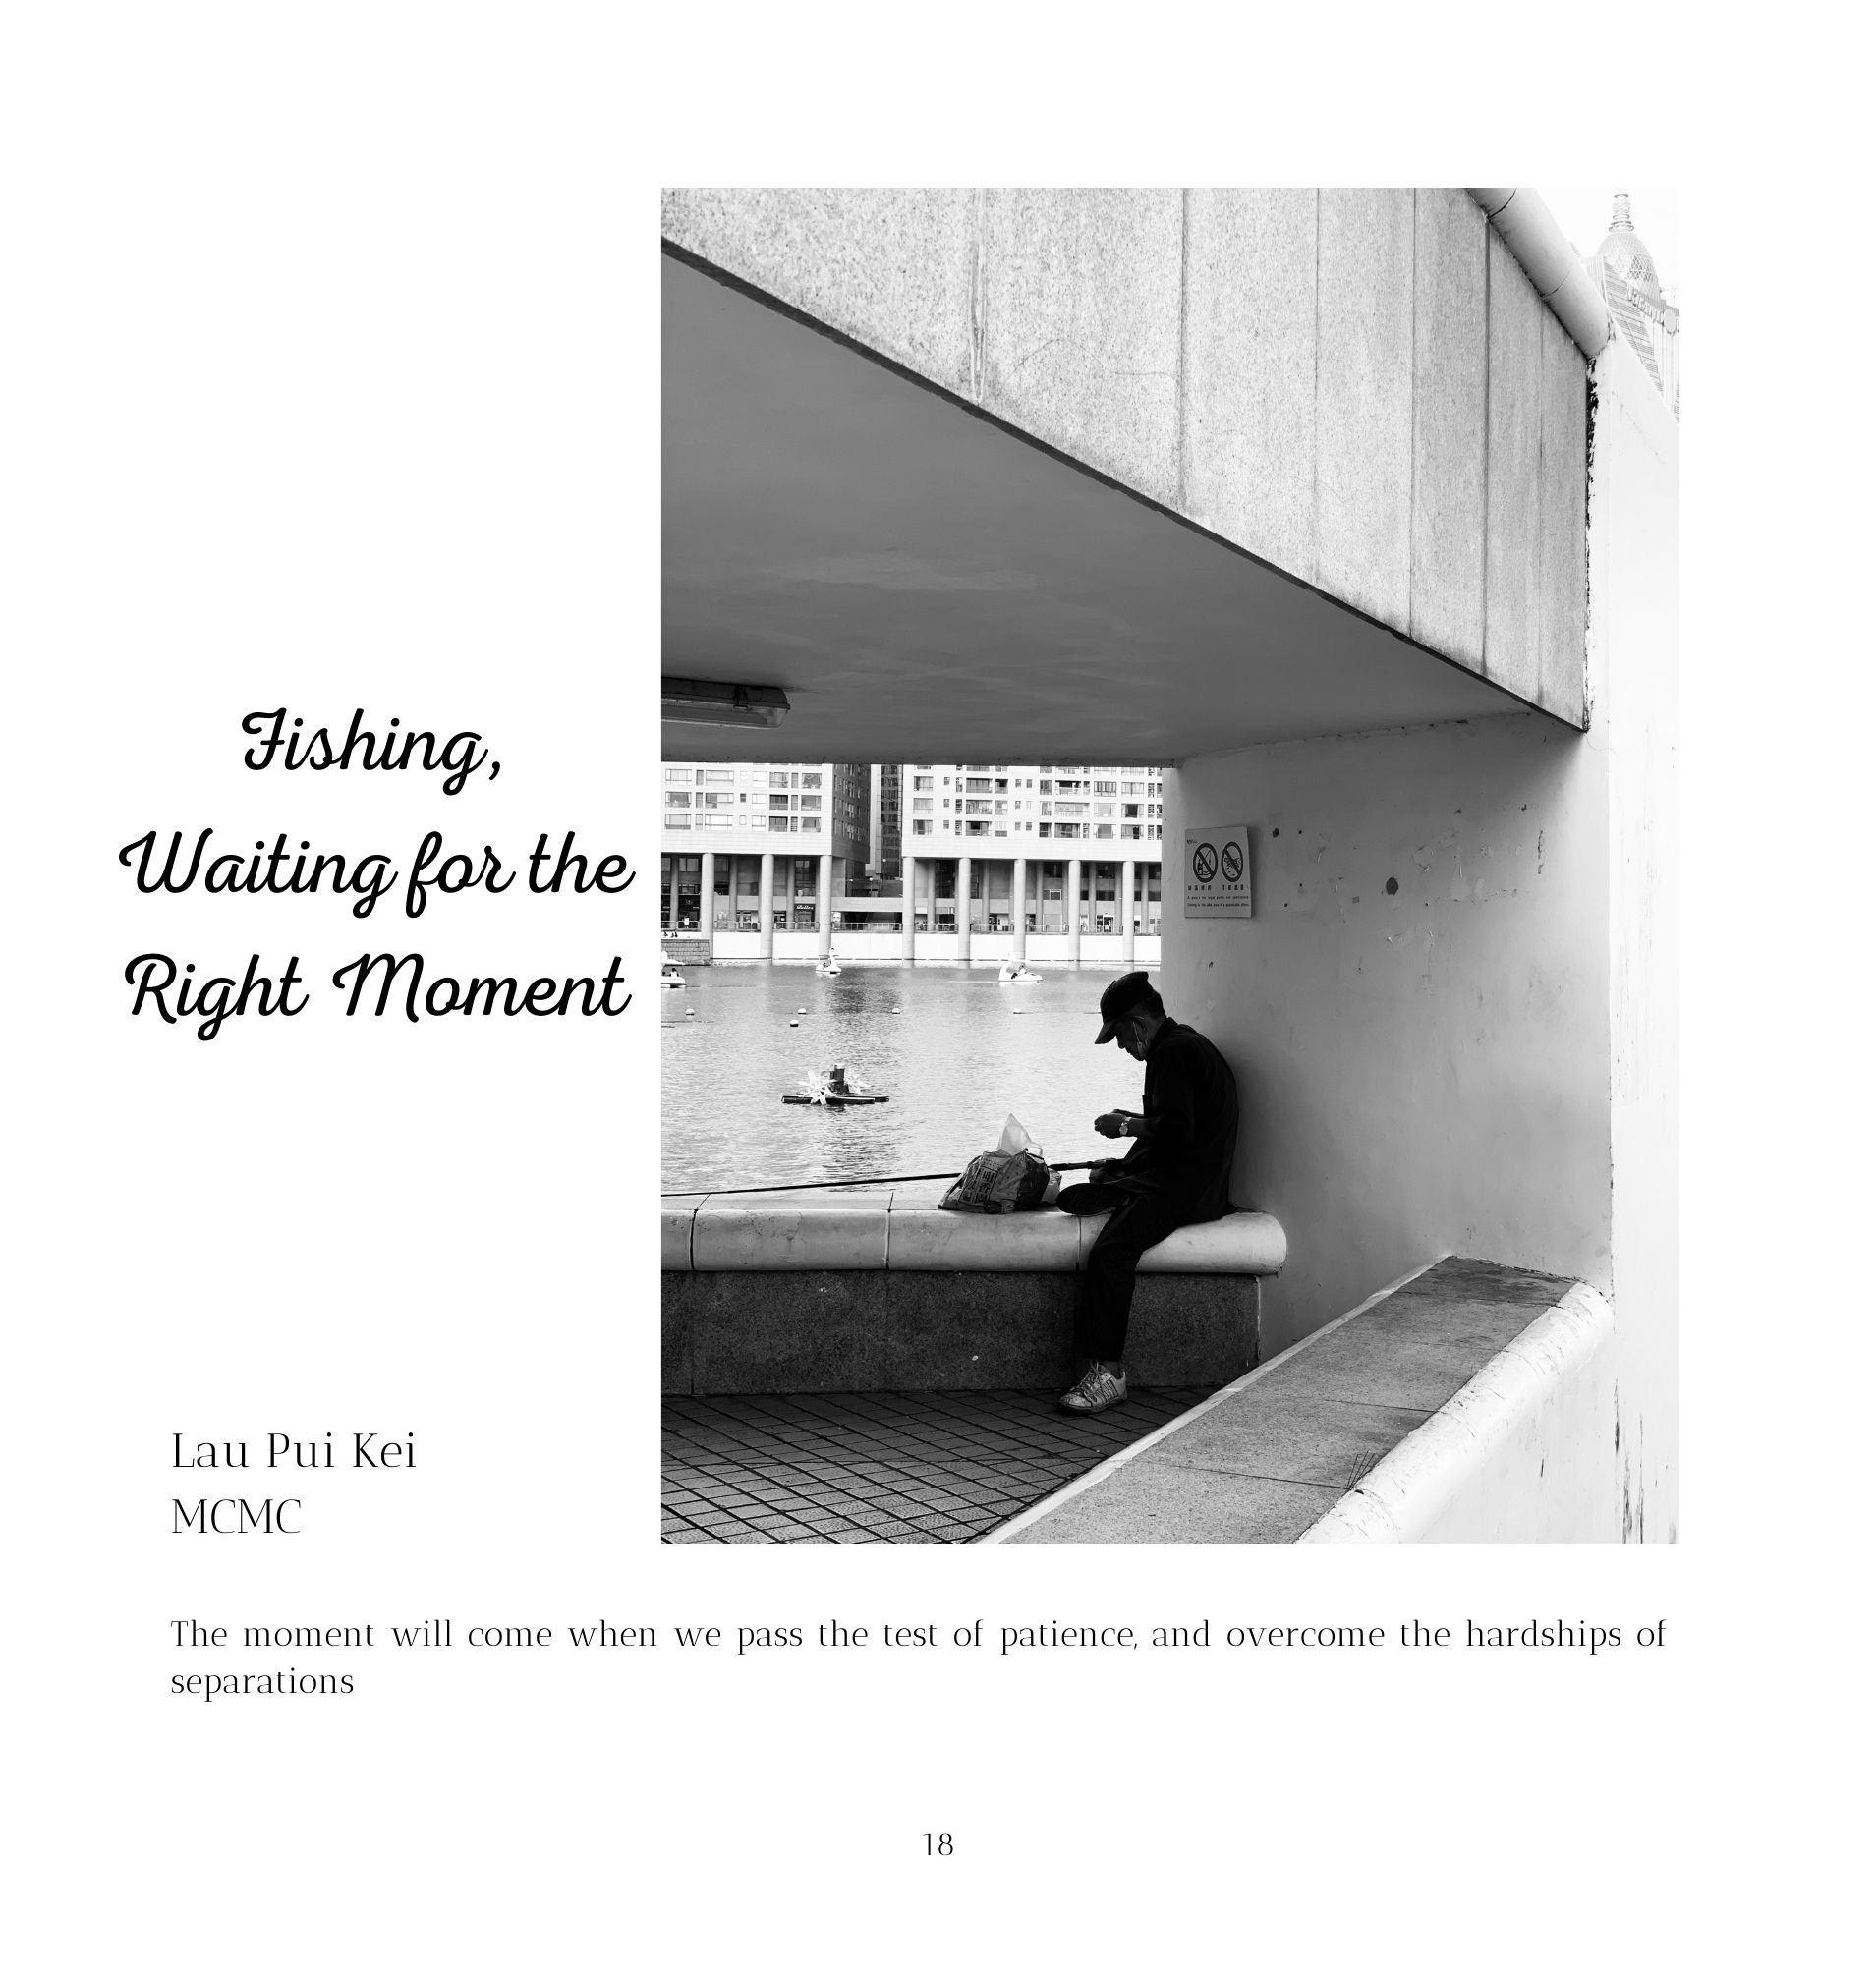 Fishing,
Waiting for the
Right Moment
Lau Pui Kei
MCMC
The moment will come when we pass the test of patience, and overcome the hardships of
separations
18